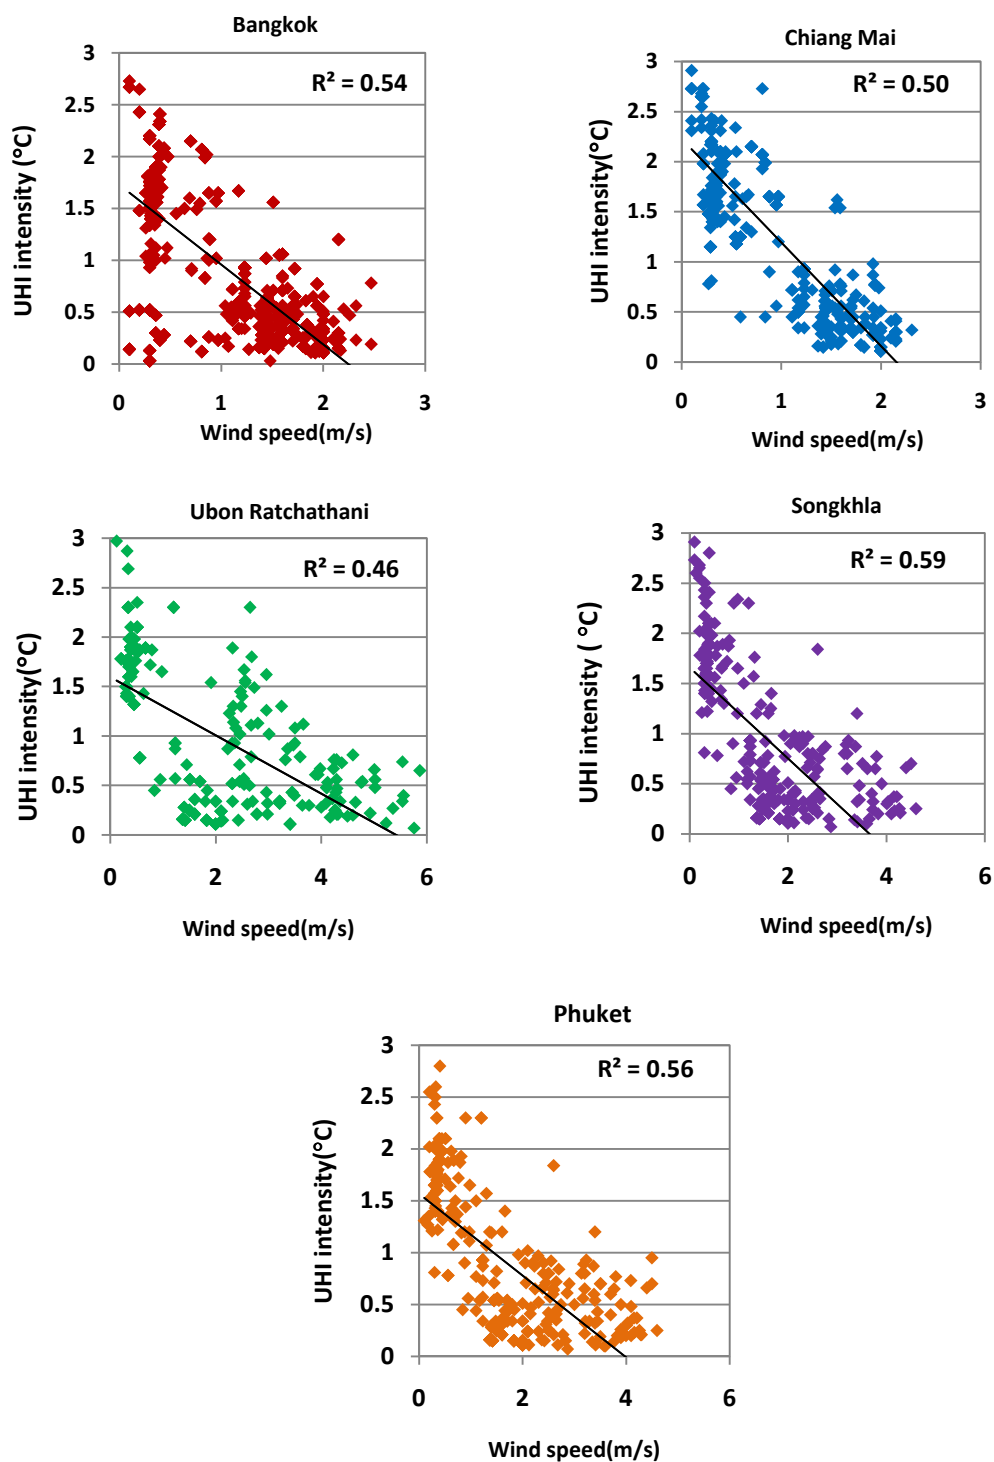 Bangkok
3
2.5
2
1.5
1
0.5
0
R² = 0.54
UHI intensity (°C)
0 1 2 3
Wind speed(m/s)
Chiang Mai
3
2.5
2
1.5
1
0.5
0
R² = 0.50
UHI intensity(°C)
0 1 2 3
Wind speed(m/s)
Ubon Ratchathani
3
2.5
2
1.5
1
0.5
0
R² = 0.46
UHI intensity(°C)
0 2 4 6
Wind speed(m/s)
Songkhla
3
2.5
2
1.5
1
0.5
0
R² = 0.59
UHI intensity ( °C)
0 2 4 6
Wind speed(m/s)
Phuket
3
2.5
2
1.5
1
0.5
0
R² = 0.56
UHI intensity(°C)
0 2 4 6
Wind speed(m/s)